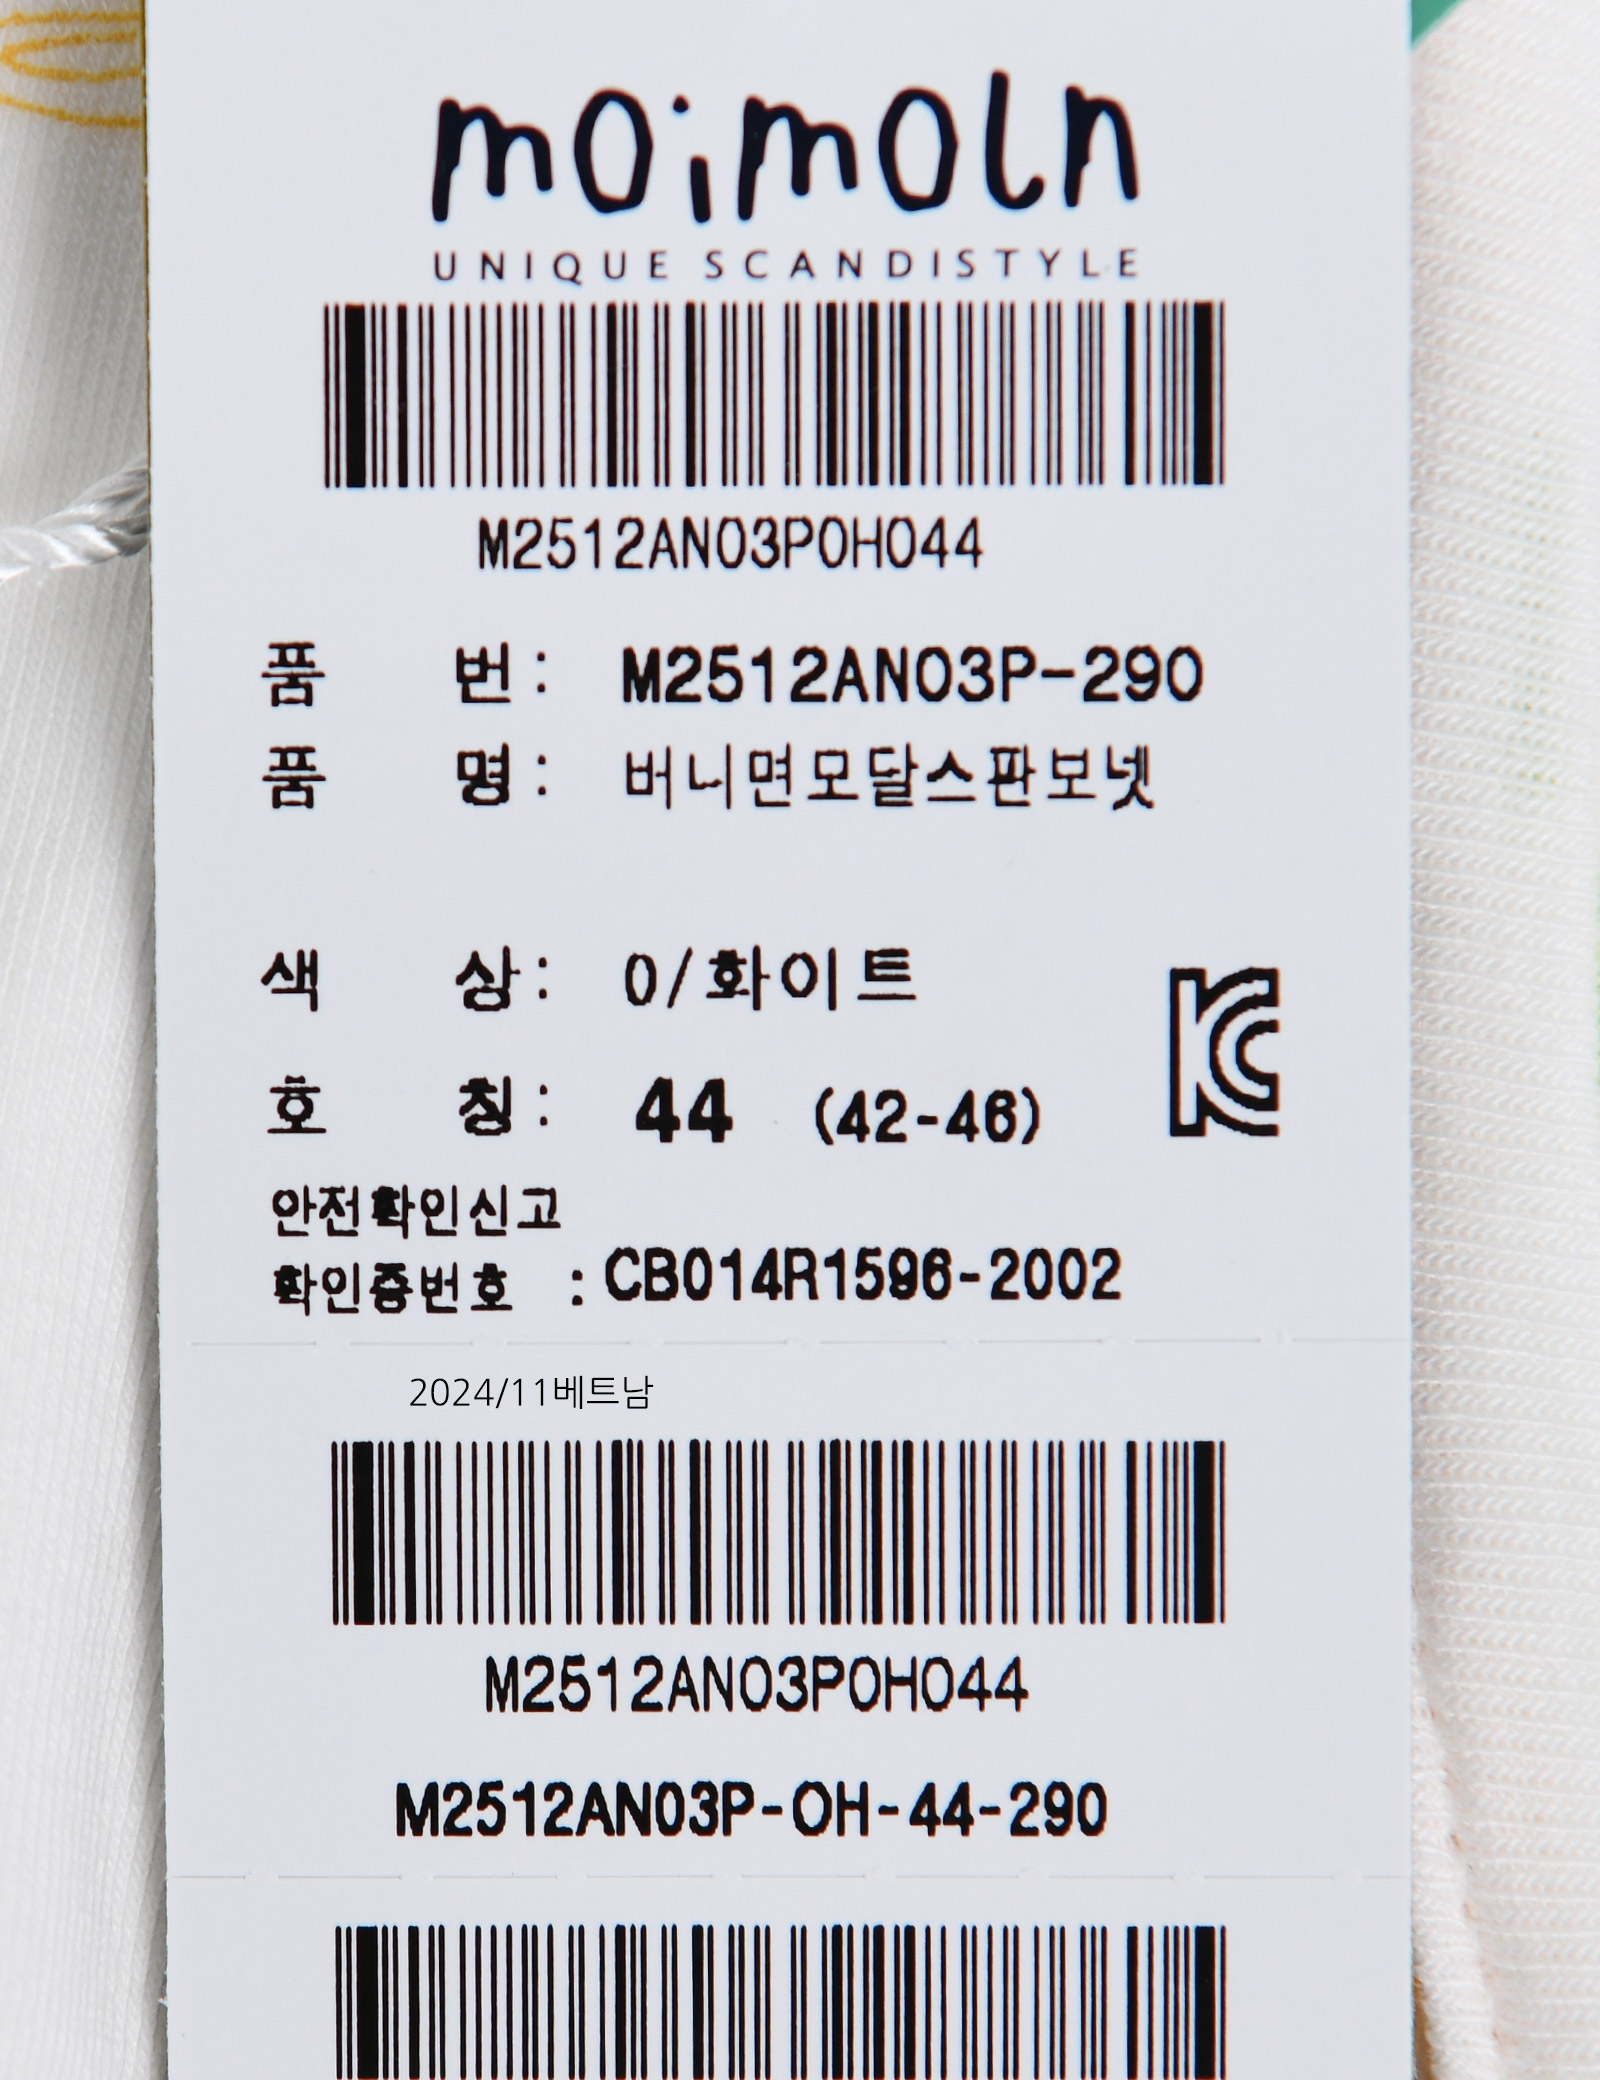 moimoln
UNIQUE SCANDISTYLE
M2512AN03P0H044
품 번: M2512AN03P-290
품 명: 버니면모달스판보넷
색 상: 0/화이트
호 칭: 44 (42-46)
안전확인신고
확인증번호 : CB014R1596-2002
2024/11베트남
M2512AN03P0H044
M2512AN03P-OH-44-290